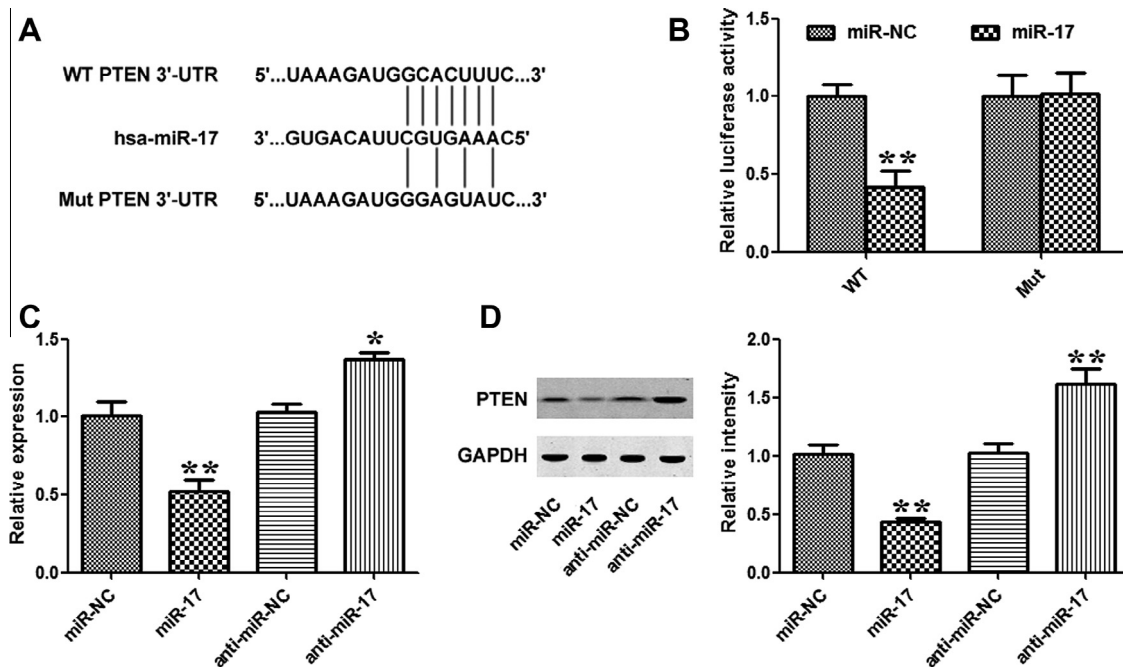 A
WT PTEN 3'-UTR 5'...UAAAGAUGGCACUUUC...3'
hsa-miR-17 3'...GUGACAUUCGUGAAAC5'
Mut PTEN 3'-UTR 5'...UAAAGAUGGGAGUAUC...3'
B
miR-NC miR-17
Relative luciferase activity
1.5
1.0
0.5
0.0
**
WT Mut
C
Relative expression
1.5
1.0
0.5
0.0
**
*
miR-NC miR-17 anti-miR-NC anti-miR-17
D
PTEN
GAPDH
miR-NC miR-17 anti-miR-NC anti-miR-17
Relative intensity
2.0
1.5
1.0
0.5
0.0
**
**
miR-NC miR-17 anti-miR-NC anti-miR-17